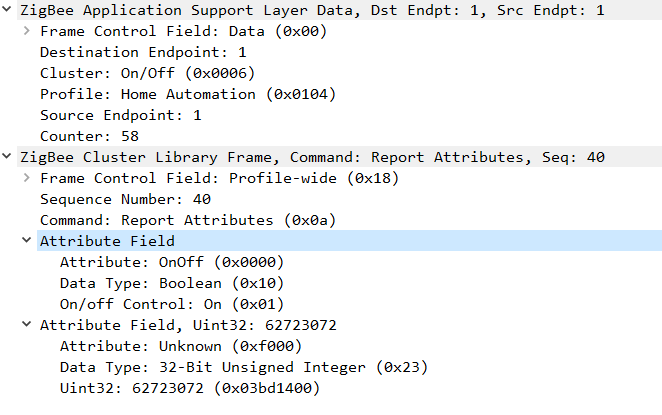 ZigBee Application Support Layer Data, Dst Endpt: 1, Src Endpt: 1
Frame Control Field: Data (0x00)
Destination Endpoint: 1
Cluster: On/Off (0x0006)
Profile: Home Automation (0x0104)
Source Endpoint: 1
Counter: 58
ZigBee Cluster Library Frame, Command: Report Attributes, Seq: 40
Frame Control Field: Profile-wide (0x18)
Sequence Number: 40
Command: Report Attributes (0x0a)
Attribute Field
Attribute: OnOff (0x0000)
Data Type: Boolean (0x10)
On/off Control: On (0x01)
Attribute Field, Uint32: 62723072
Attribute: Unknown (0xf000)
Data Type: 32-Bit Unsigned Integer (0x23)
Uint32: 62723072 (0x03bd1400)